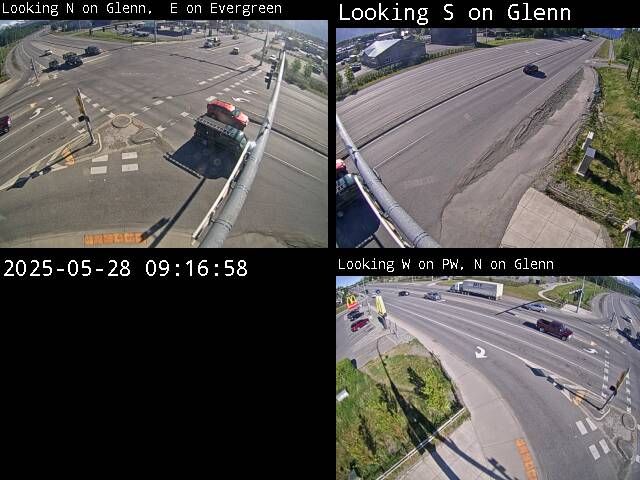 Looking N on Glenn,  E on Evergreen
Looking S on Glenn
2025-05-28 09:16:58
Looking W on PW, N on Glenn